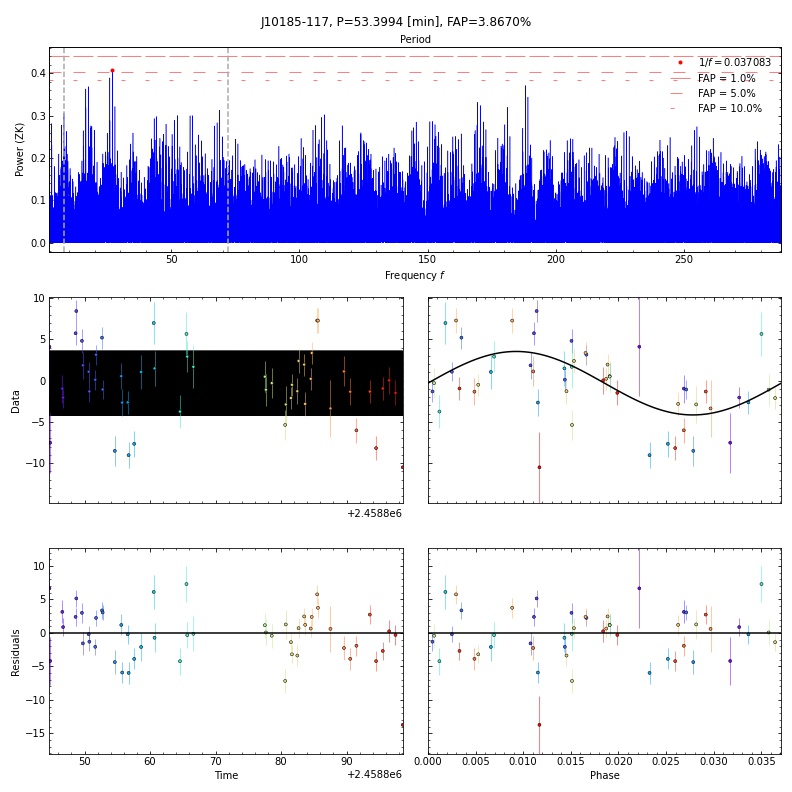 J10185-117, P=53.3994 [min], FAP=3.8670%
Period
Power (ZK)
0.4
0.3
0.2
0.1
0.0
1/f = 0.037083
FAP = 1.0%
FAP = 5.0%
FAP = 10.0%
50 100 150 200 250
Frequency f
Data
10
5
0
−5
−10
+2.4588e6
Residuals
10
5
0
−5
−10
−15
50 60 70 80 90
0.000 0.005 0.010 0.015 0.020 0.025 0.030 0.035
Time
+2.4588e6
Phase